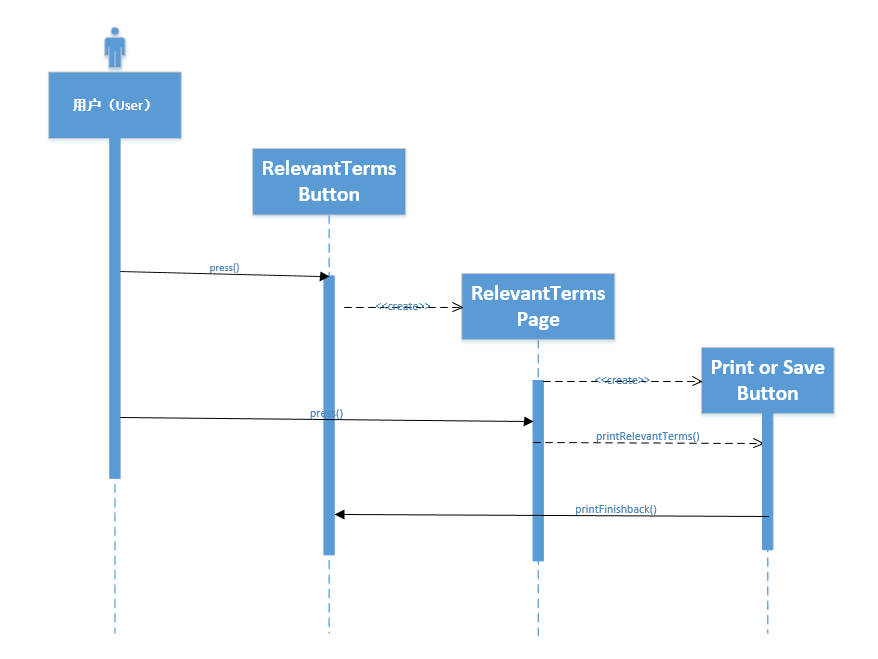 用户（User）
RelevantTerms
Button
press()
<<create>>
RelevantTerms
Page
<<create>>
Print or Save
Button
press()
printRelevantTerms()
printFinishback()